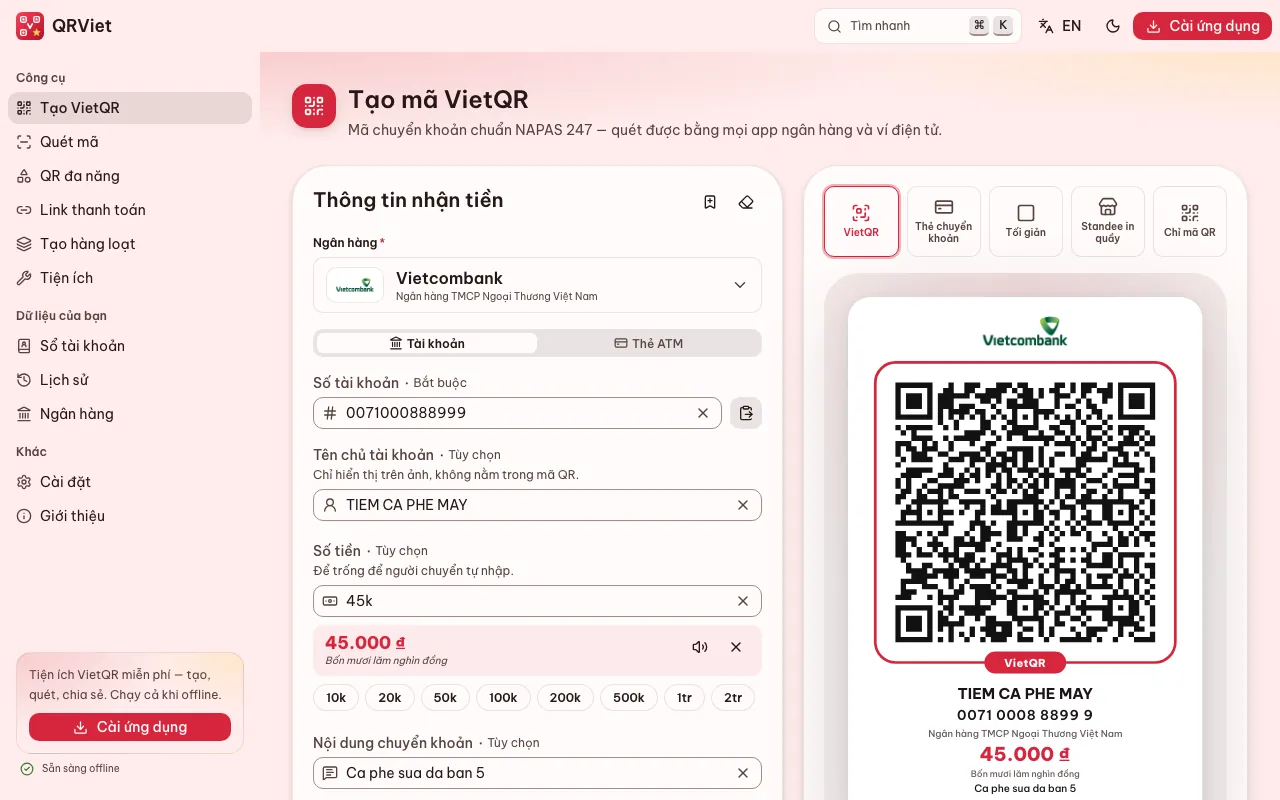 QRViet
Tìm nhanh ⌘ K
EN
Cài ứng dụng
Công cụ
Tạo VietQR
Quét mã
QR đa năng
Link thanh toán
Tạo hàng loạt
Tiện ích
Dữ liệu của bạn
Sổ tài khoản
Lịch sử
Ngân hàng
Khác
Cài đặt
Giới thiệu
Tiện ích VietQR miễn phí — tạo,
quét, chia sẻ. Chạy cả khi offline.
Cài ứng dụng
Sẵn sàng offline
Tạo mã VietQR
Mã chuyển khoản chuẩn NAPAS 247 — quét được bằng mọi app ngân hàng và ví điện tử.
Thông tin nhận tiền
Ngân hàng *
Vietcombank
Vietcombank
Ngân hàng TMCP Ngoại Thương Việt Nam
Tài khoản
Thẻ ATM
Số tài khoản · Bắt buộc
0071000888999
Tên chủ tài khoản · Tùy chọn
Chỉ hiển thị trên ảnh, không nằm trong mã QR.
TIEM CA PHE MAY
Số tiền · Tùy chọn
Để trống để người chuyển tự nhập.
45k
45.000 ₫
Bốn mươi lăm nghìn đồng
10k
20k
50k
100k
200k
500k
1tr
2tr
Nội dung chuyển khoản · Tùy chọn
Ca phe sua da ban 5
VietQR
Thẻ chuyển
khoản
Tối giản
Standee in
quầy
Chỉ mã QR
Vietcombank
VietQR
TIEM CA PHE MAY
0071 0008 8899 9
Ngân hàng TMCP Ngoại Thương Việt Nam
45.000 ₫
Bốn mươi lăm nghìn đồng
Ca phe sua da ban 5